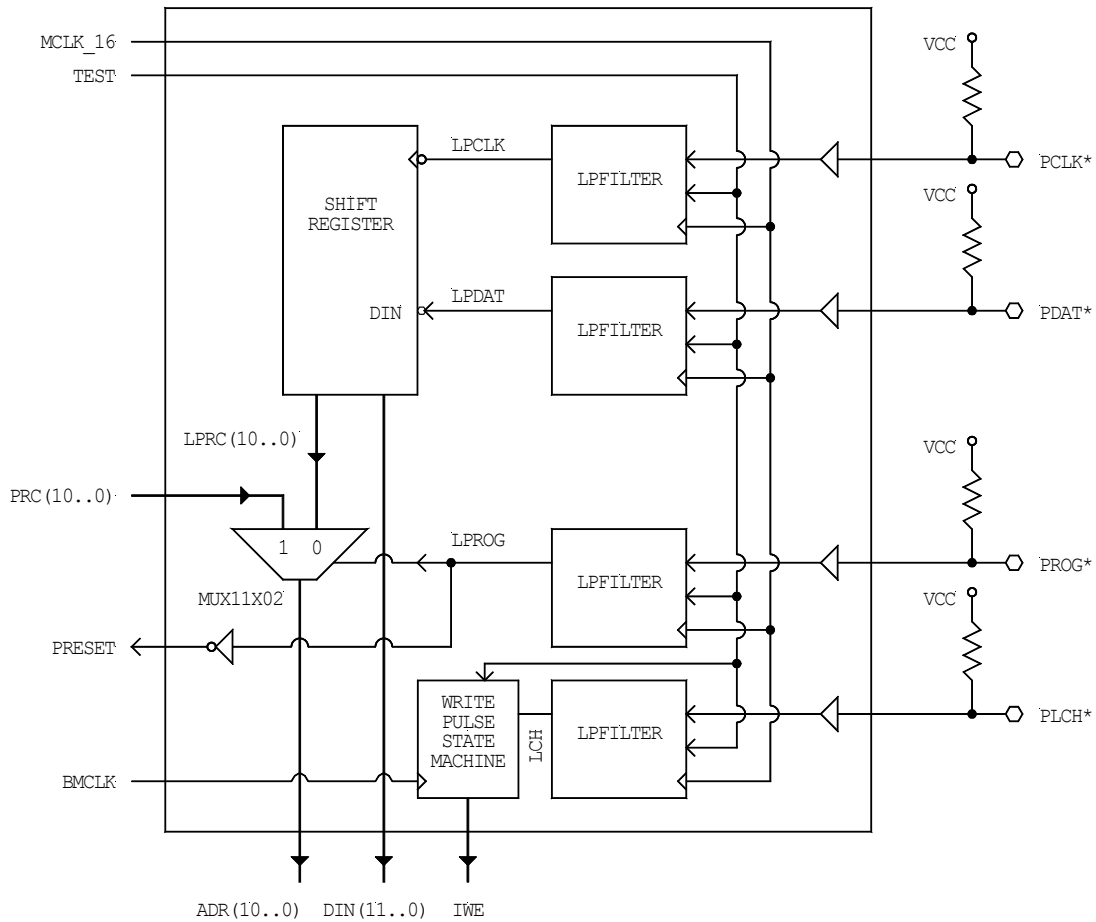 MCLK_16
VCC
TEST
LPCLK
LPFILTER
PCLK*
SHIFT
REGISTER
VCC
LPDAT
DIN
LPFILTER
PDAT*
LPRC(10..0)
VCC
PRC(10..0)
1 0
LPROG
LPFILTER
PROG*
MUX11X02
VCC
PRESET
WRITE
PULSE
STATE
MACHINE
LCH
LPFILTER
PLCH*
BMCLK
ADR(10..0)
DIN(11..0)
IWE